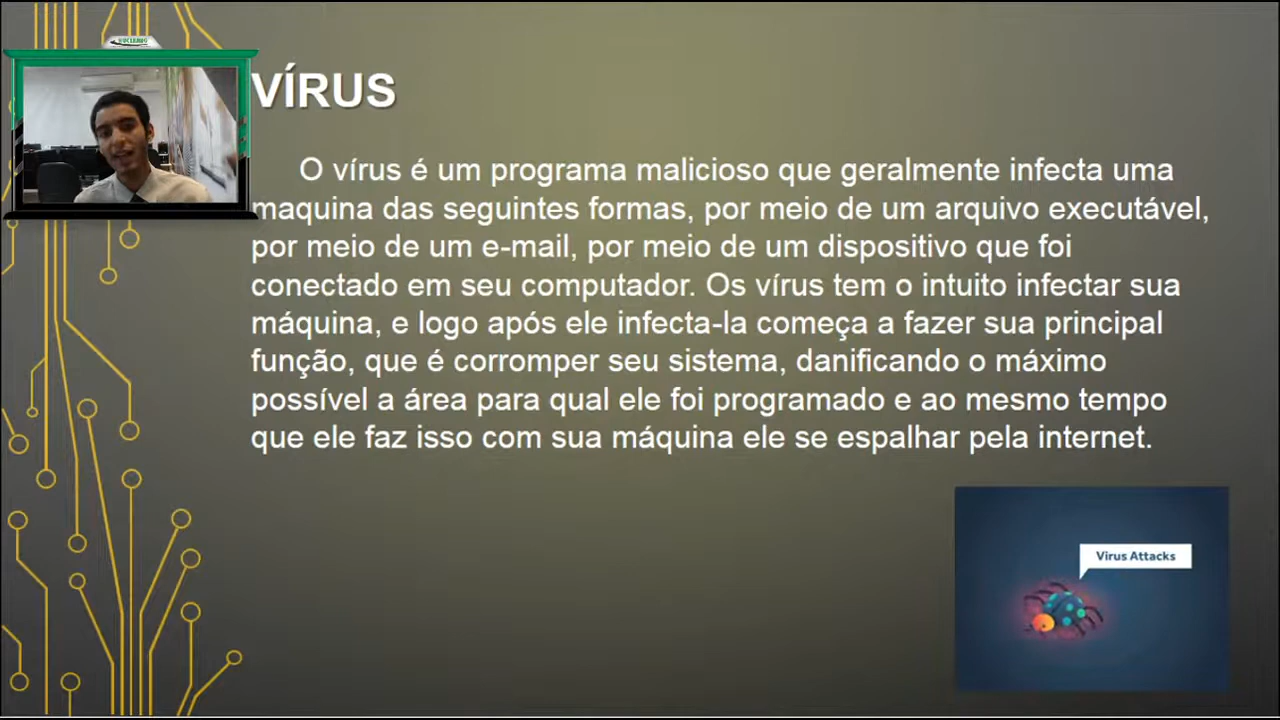 VÍRUS
O vírus é um programa malicioso que geralmente infecta uma
maquina das seguintes formas, por meio de um arquivo executável,
por meio de um e-mail, por meio de um dispositivo que foi
conectado em seu computador. Os vírus tem o intuito infectar sua
máquina, e logo após ele infecta-la começa a fazer sua principal
função, que é corromper seu sistema, danificando o máximo
possível a área para qual ele foi programado e ao mesmo tempo
que ele faz isso com sua máquina ele se espalhar pela internet.
Virus Attacks